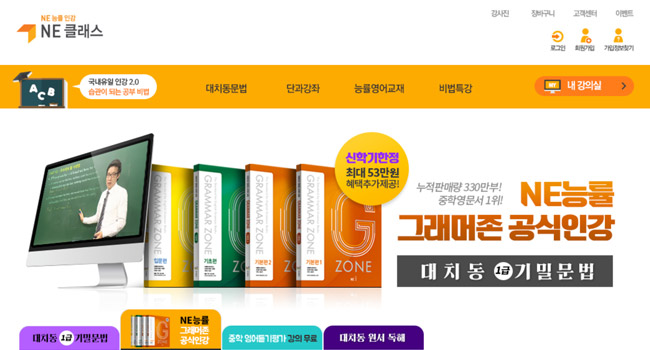 NE 능률 인강
NE 클래스
강사진
장바구니
고객센터
이벤트
로그인
회원가입
가입정보찾기
A C B
국내유일 인강 2.0
습관이 되는 공부 비법
대치동문법
단과강좌
능률영어교재
비법특강
MY
내 강의실
신학기한정
최대 53만원
혜택추가제공!
GRAMMAR ZONE
입문편
GRAMMAR ZONE
기초편
GRAMMAR ZONE
기본편 2
GRAMMAR ZONE
기본편 1
G
ZONE
누적판매량 330만부!
중학영문서 1위!
NE능률
그래머존 공식인강
대치동 1급 기밀문법
대치동 1급 기밀문법
NE능률
그래머존
공식인강
중학 영어듣기평가 강의 무료
대치동 원서 독해